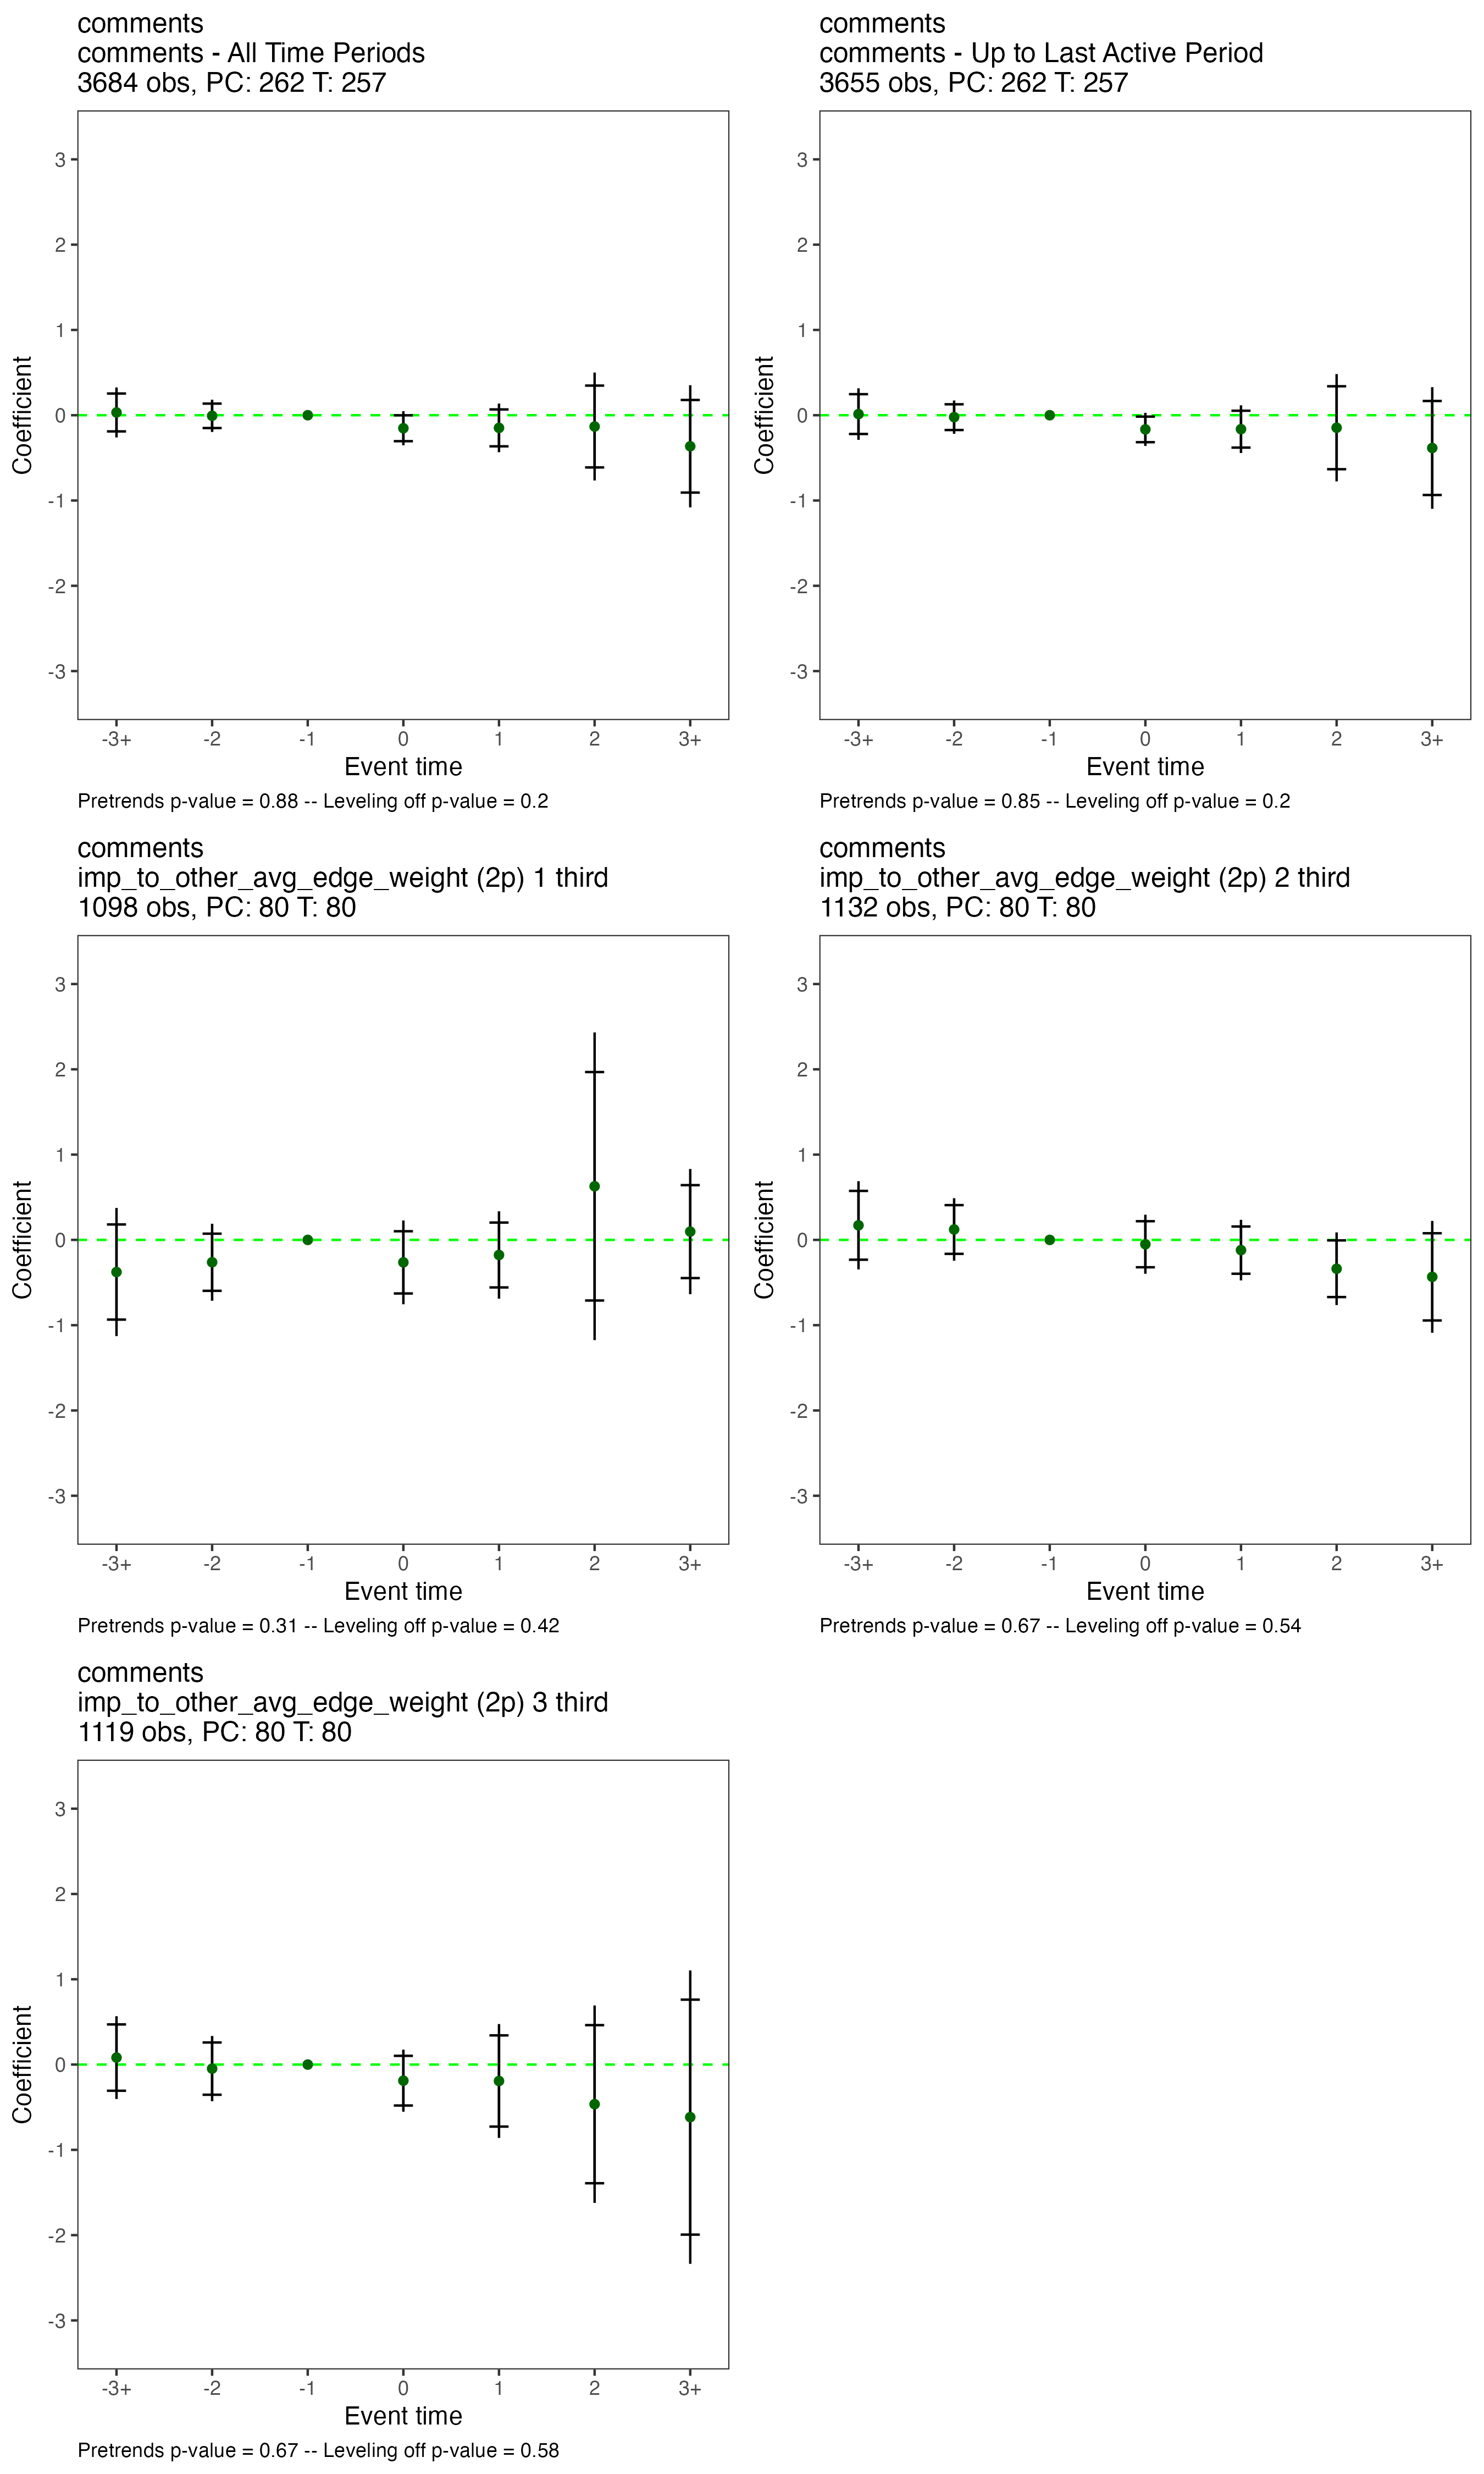 comments
comments - All Time Periods
3684 obs, PC: 262 T: 257
Coefficient
3
2
1
0
-1
-2
-3
-3+ -2 -1 0 1 2 3+
Event time
Pretrends p-value = 0.88 -- Leveling off p-value = 0.2
comments
comments - Up to Last Active Period
3655 obs, PC: 262 T: 257
Coefficient
3
2
1
0
-1
-2
-3
-3+ -2 -1 0 1 2 3+
Event time
Pretrends p-value = 0.85 -- Leveling off p-value = 0.2
comments
imp_to_other_avg_edge_weight (2p) 1 third
1098 obs, PC: 80 T: 80
Coefficient
3
2
1
0
-1
-2
-3
-3+ -2 -1 0 1 2 3+
Event time
Pretrends p-value = 0.31 -- Leveling off p-value = 0.42
comments
imp_to_other_avg_edge_weight (2p) 2 third
1132 obs, PC: 80 T: 80
Coefficient
3
2
1
0
-1
-2
-3
-3+ -2 -1 0 1 2 3+
Event time
Pretrends p-value = 0.67 -- Leveling off p-value = 0.54
comments
imp_to_other_avg_edge_weight (2p) 3 third
1119 obs, PC: 80 T: 80
Coefficient
3
2
1
0
-1
-2
-3
-3+ -2 -1 0 1 2 3+
Event time
Pretrends p-value = 0.67 -- Leveling off p-value = 0.58